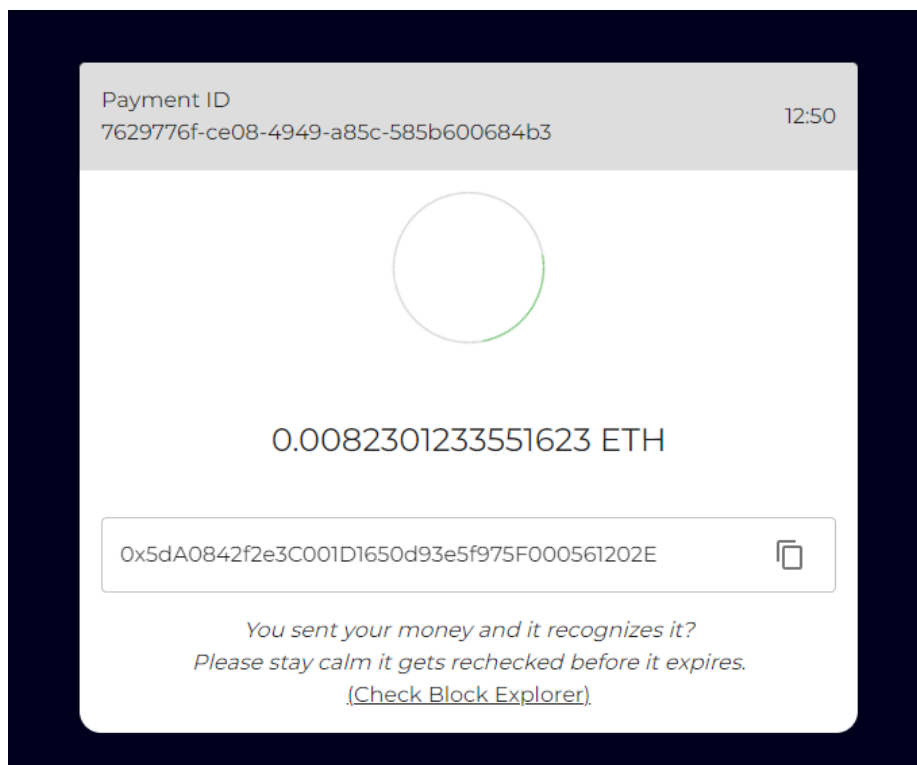 Payment ID
7629776f-ce08-4949-a85c-585b600684b3
12:50
0.0082301233551623 ETH
0x5dA0842f2e3C001D1650d93e5f975F000561202E
You sent your money and it recognizes it?
Please stay calm it gets rechecked before it expires.
(Check Block Explorer)